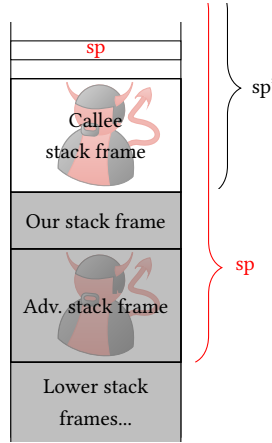 sp
Callee
stack frame
sp'
Our stack frame
Adv. stack frame
sp
Lower stack
frames...